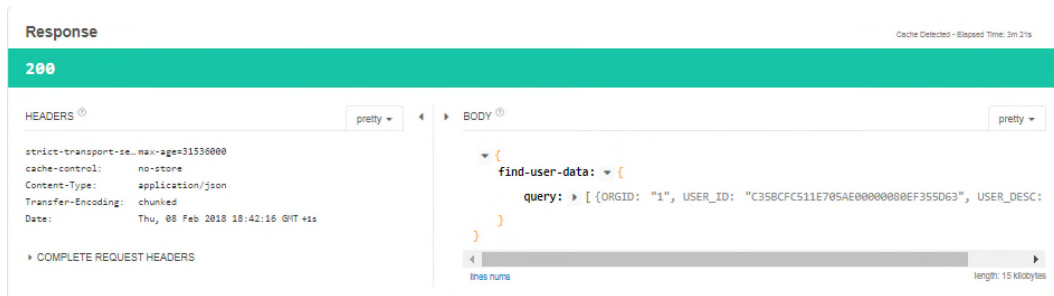 Response
Cache Detected - Elapsed Time: 3m 21s
200
HEADERS ?
pretty
BODY ?
pretty
strict-transport-se… max-age=31536000
cache-control: no-store
Content-Type: application/json
Transfer-Encoding: chunked
Date: Thu, 08 Feb 2018 18:42:16 GMT +1s
COMPLETE REQUEST HEADERS
{
find-user-data: {
query: [ {ORGID: "1", USER_ID: "C35BCFC511E705AE00000080EF355D63", USER_DESC:
}
}
lines nums
length: 15 kilobytes